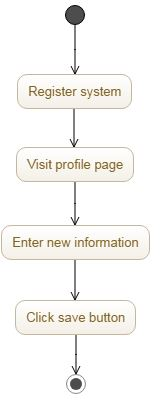 Register system
Visit profile page
Enter new information
Click save button